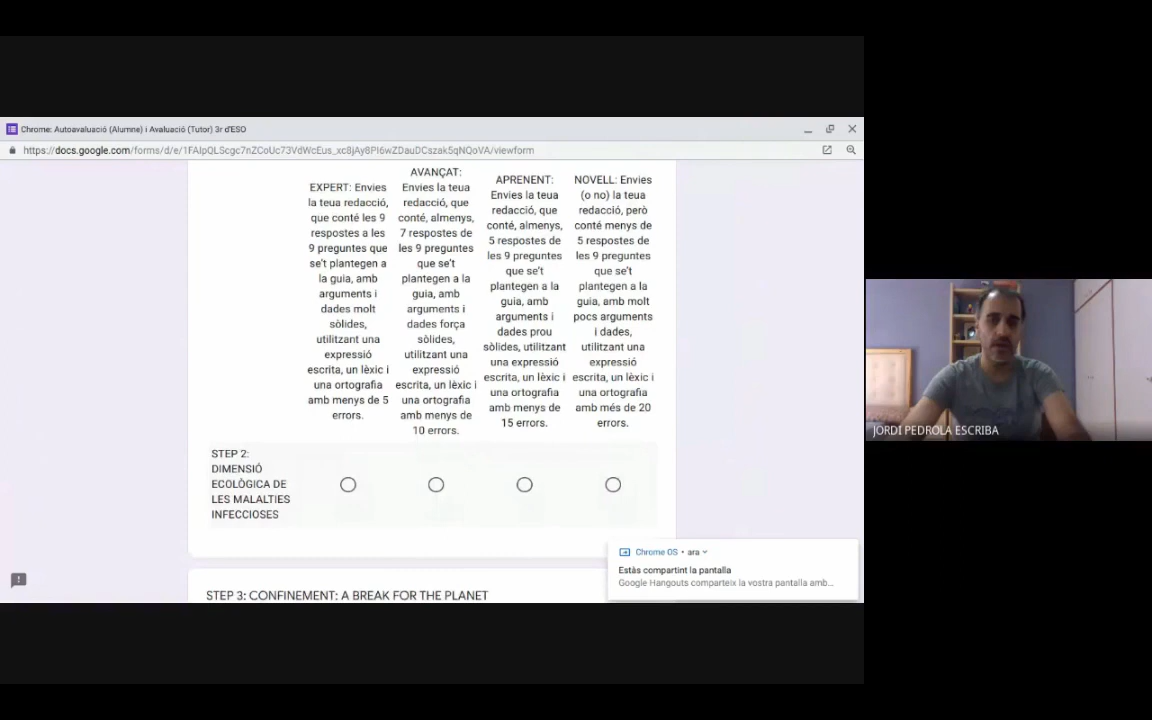 Chrome: Autoavaluació (Alumne) i Avaluació (Tutor) 3r d'ESO
https://docs.google.com/forms/d/e/1FAIpQLScgc7nZCoUc73VdWcEus_xc8jAy8PI6wZDauDCszak5qNQoVA/viewform
EXPERT: Envies
la teua redacció,
que conté les 9
respostes a les
9 preguntes que
se't plantegen a
la guia, amb
arguments i
dades molt
sòlides,
utilitzant una
expressió
escrita, un lèxic i
una ortografia
amb menys de 5
errors.
AVANÇAT:
Envies la teua
redacció, que
conté, almenys,
7 respostes de
les 9 preguntes
que se't
plantegen a la
guia, amb
arguments i
dades força
sòlides,
utilitzant una
expressió
escrita, un lèxic i
una ortografia
amb menys de
10 errors.
APRENENT:
Envies la teua
redacció, que
conté, almenys,
5 respostes de
les 9 preguntes
que se't
plantegen a la
guia, amb
arguments i
dades prou
sòlides, utilitzant
una expressió
escrita, un lèxic i
una ortografia
amb menys de
15 errors.
NOVELL: Envies
(o no) la teua
redacció, però
conté menys de
5 respostes de
les 9 preguntes
que se't
plantegen a la
guia, amb molt
pocs arguments
i dades,
utilitzant una
expressió
escrita, un lèxic i
una ortografia
amb més de 20
errors.
STEP 2:
DIMENSIÓ
ECOLÒGICA DE
LES MALALTIES
INFECCIOSES
STEP 3: CONFINEMENT: A BREAK FOR THE PLANET
Chrome OS • ara
Estàs compartint la pantalla
Google Hangouts comparteix la vostra pantalla amb...
JORDI PEDROLA ESCRIBA